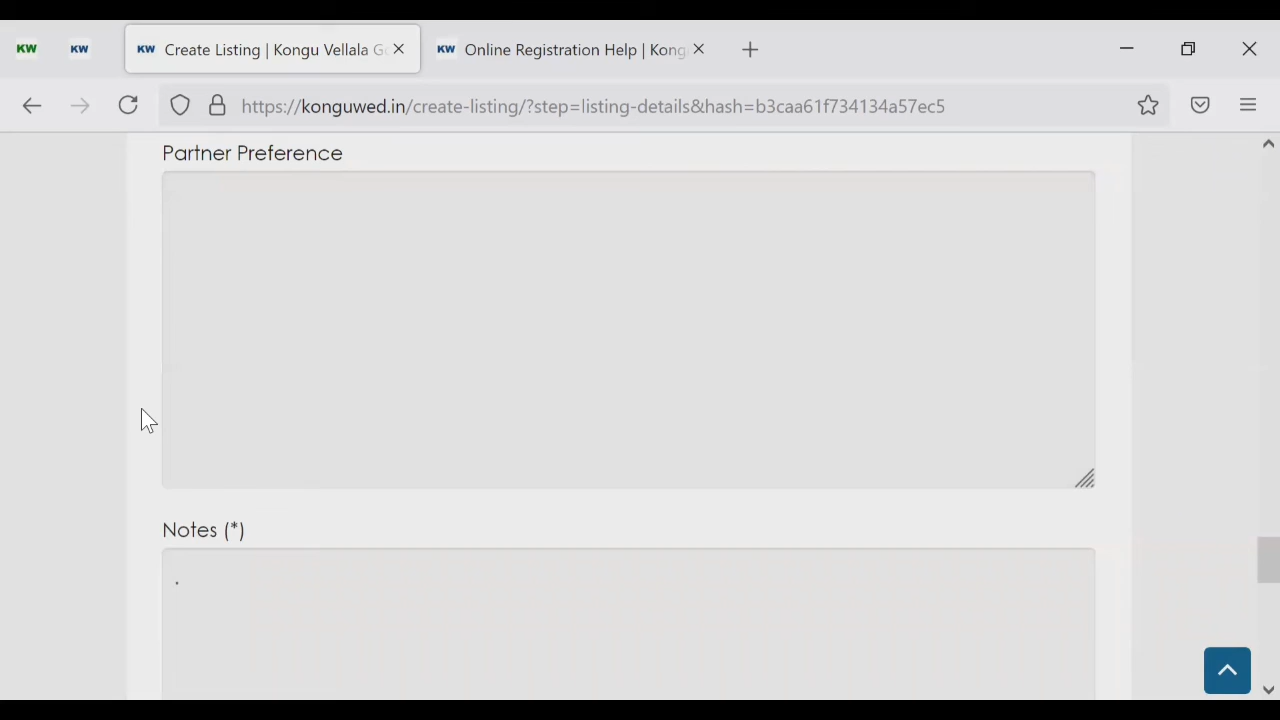 KW
KW
KW Create Listing | Kongu Vellala G
KW Online Registration Help | Kong
https://konguwed.in/create-listing/?step=listing-details&hash=b3caa61f734134a57ec5
Partner Preference
Notes (*)
.